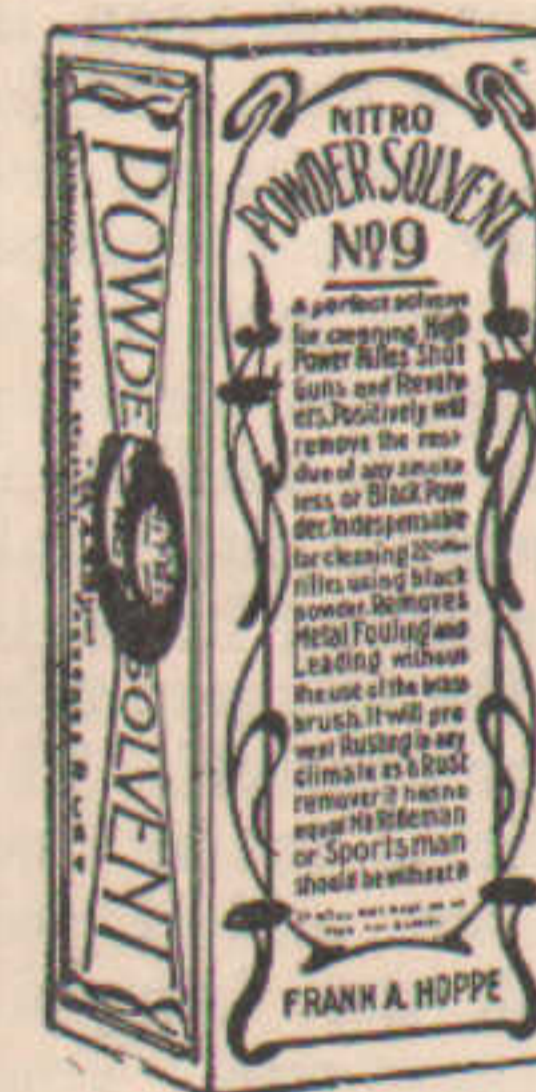 POWDER
SOLVENT
NITRO
POWDER SOLVENT
No 9
A perfect solvent
for cleaning High
Power Rifles Shot
Guns and Revolv
ers. Positively will
remove the resi
due of any smoke
less or Black Pow
der. Indespensable
for cleaning 22
rifles using black
powder. Removes
Metal Fouling and
Leading without
the use of the brass
brush. It will pre
vent Rusting in any
climate as a Rust
remover it has no
equal No Rifleman
or Sportsman
should be without it
FRANK A. HOPPE